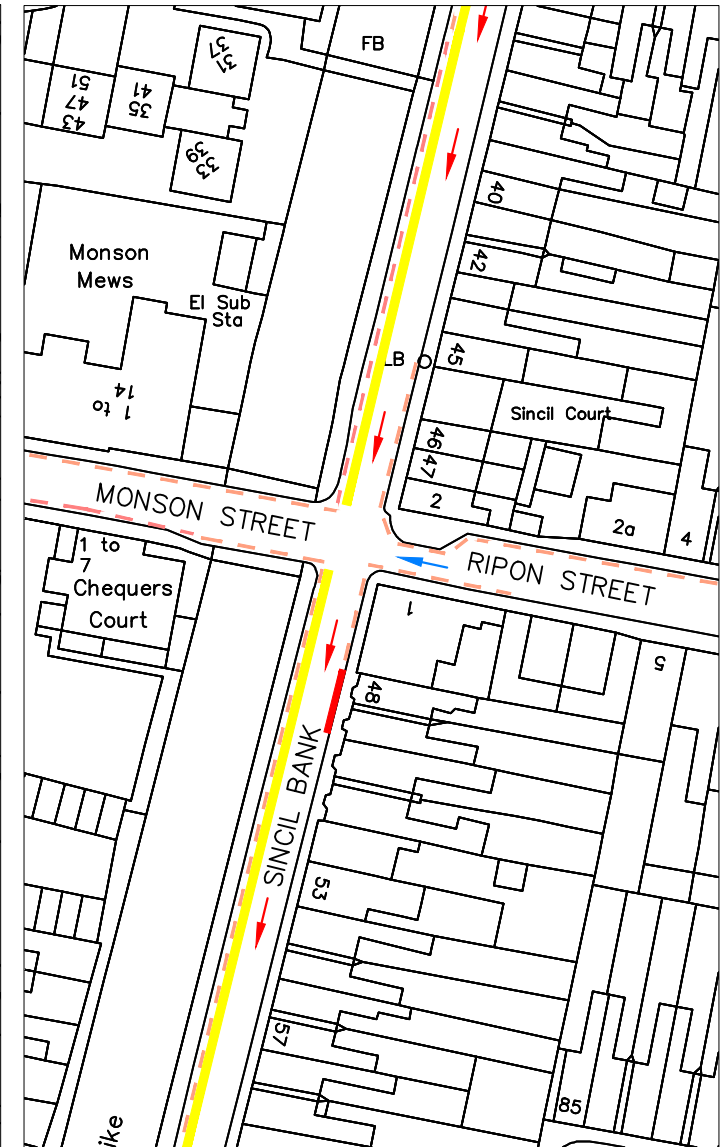 FB
31
37
51
47
43
41
35
39
33
40
Monson
Mews
42
El Sub
Sta
LB
45
1 to
14
Sincil Court
46
47
2
MONSON STREET
2a
4
1 to
7
RIPON STREET
Chequers
Court
1
5
48
SINCIL BANK
53
57
85
ike